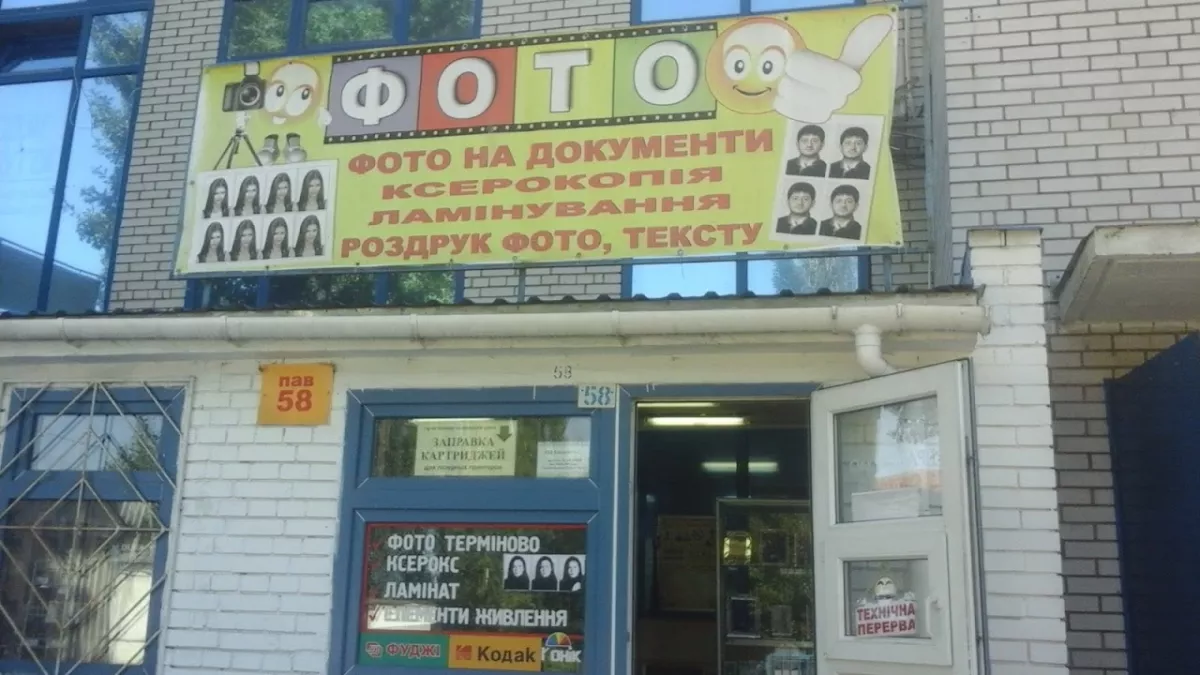 ФОТО
ФОТО НА ДОКУМЕНТИ
КСЕРОКОПІЯ
ЛАМІНУВАННЯ
РОЗДРУК ФОТО, ТЕКСТУ
пав
58
58
58
ЗАПРАВКА
КАРТРИДЖЕЙ
ФОТО ТЕРМІНОВО
КСЕРОКС
ЛАМІНАТ
ЕЛЕМЕНТИ ЖИВЛЕННЯ
ФУДЖІ
Kodak
ТЕХНІЧНА
ПЕРЕРВА